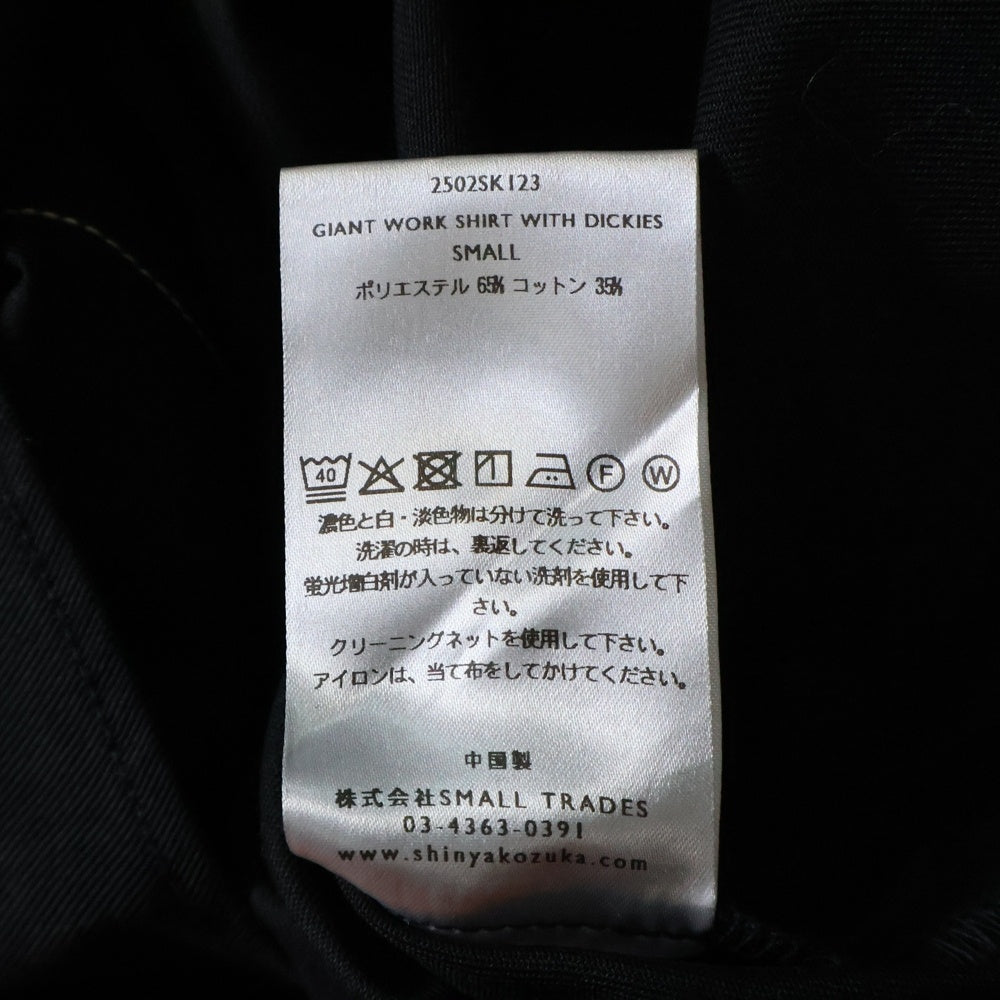 2502SK123
GIANT WORK SHIRT WITH DICKIES
SMALL
ポリエステル 65% コットン 35%
40 F W
濃色と白・淡色物は分けて洗って下さい。
洗濯の時は、裏返してください。
蛍光増白剤が入っていない洗剤を使用して下
さい。
クリーニングネットを使用して下さい。
アイロンは、当て布をしてかけてください。
中国製
株式会社SMALL TRADES
03-4363-0391
www.shinyakozuka.com